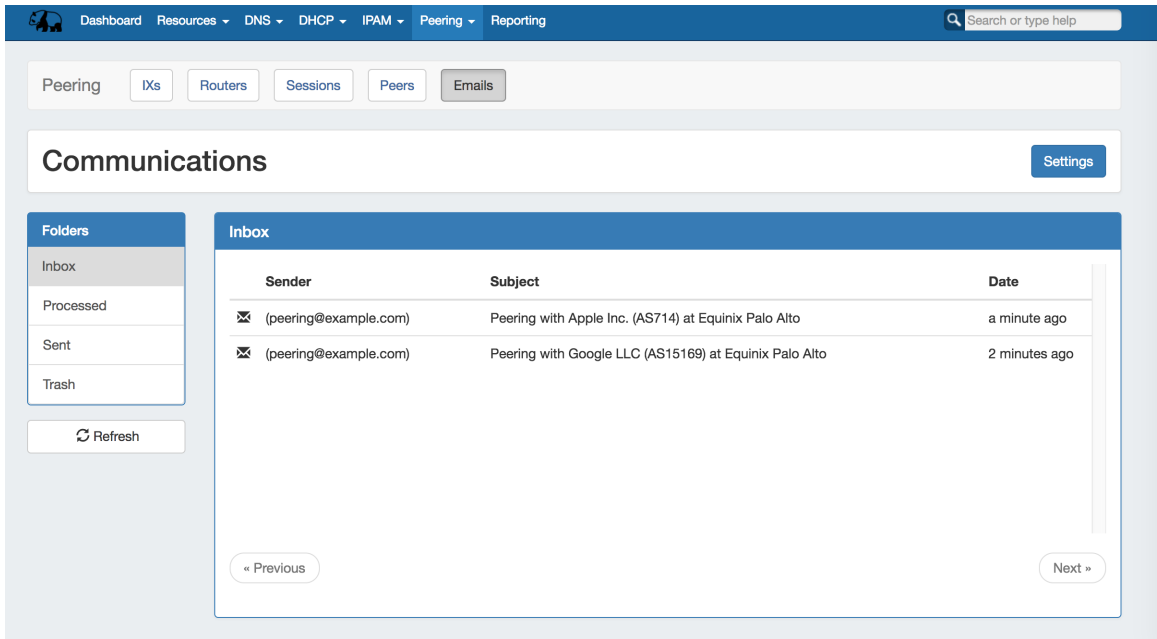 Dashboard Resources DNS DHCP IPAM Peering Reporting Search or type help
Peering IXs Routers Sessions Peers Emails
Communications Settings
Folders
Inbox
Processed
Sent
Trash
Refresh
Inbox
Sender Subject Date
(peering@example.com) Peering with Apple Inc. (AS714) at Equinix Palo Alto a minute ago
(peering@example.com) Peering with Google LLC (AS15169) at Equinix Palo Alto 2 minutes ago
« Previous Next »